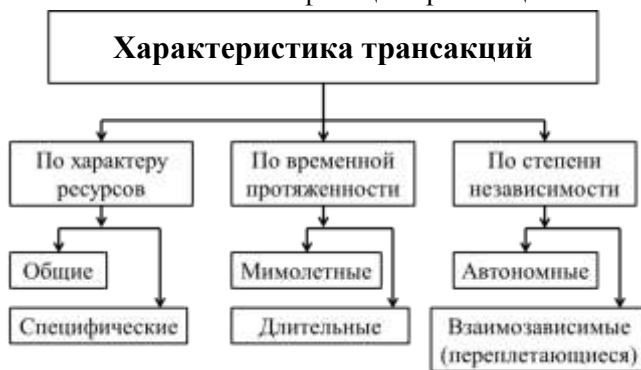 Характеристика трансакций
По характеру
ресурсов
По временной
протяженности
По степени
независимости
Общие
Мимолетные
Автономные
Специфические
Длительные
Взаимозависимые
(переплетающиеся)